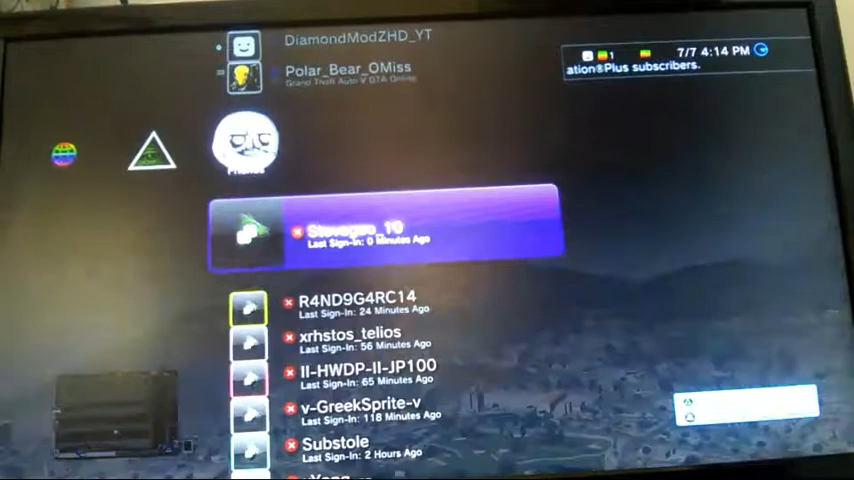 DiamondModZHD_YT
Polar_Bear_OMiss
Grand Theft Auto V GTA Online
1
7/7 4:14 PM
ation®Plus subscribers.
Friends
Last Sign-In: 0 Minutes Ago
R4ND9G4RC14
Last Sign-In: 24 Minutes Ago
xrhstos_telios
Last Sign-In: 56 Minutes Ago
II-HWDP-II-JP100
Last Sign-In: 65 Minutes Ago
v-GreekSprite-v
Last Sign-In: 118 Minutes Ago
Substole
Last Sign-In: 2 Hours Ago